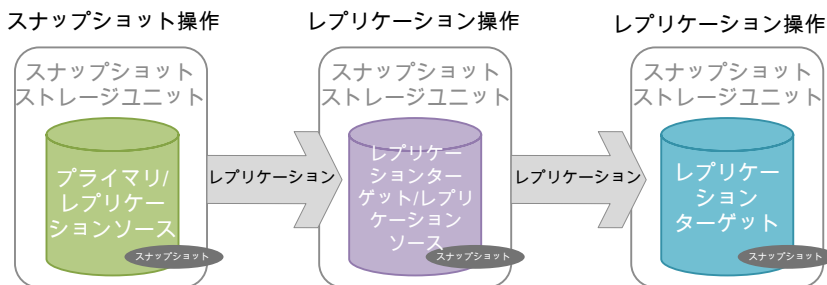 スナップショット操作
レプリケーション操作
レプリケーション操作
スナップショット
ストレージユニット
プライマリ/
レプリケー
ションソース
スナップショット
レプリケーション
スナップショット
ストレージユニット
レプリケー
ションター
ゲット/レプリ
ケーション
ソース
スナップショット
レプリケーション
スナップショット
ストレージユニット
レプリケー
ション
ターゲット
スナップショット